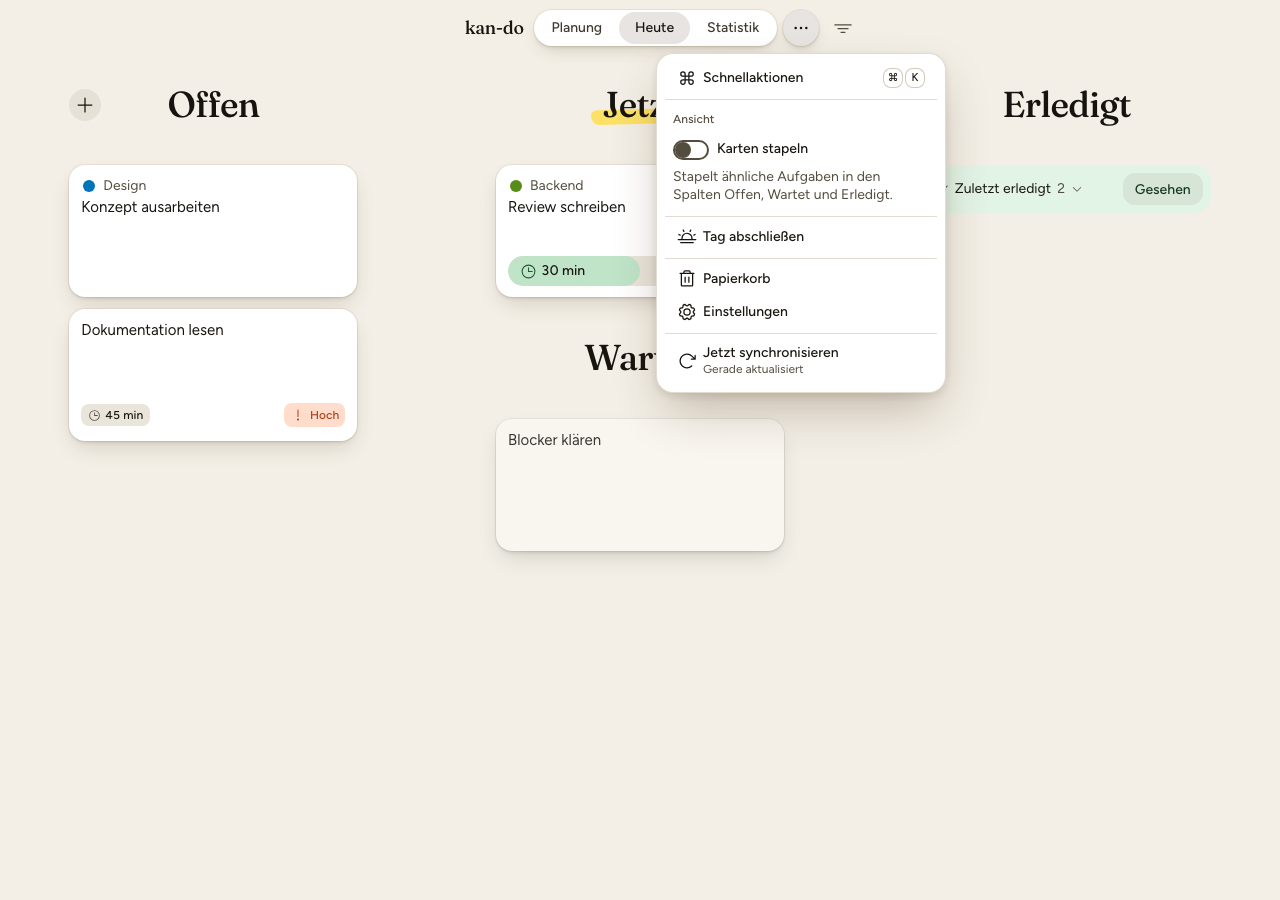 kan-do
Planung
Heute
Statistik
Schnellaktionen
⌘ K
Ansicht
Karten stapeln
Stapelt ähnliche Aufgaben in den
Spalten Offen, Wartet und Erledigt.
Tag abschließen
Papierkorb
Einstellungen
Jetzt synchronisieren
Gerade aktualisiert
Offen
Design
Konzept ausarbeiten
Dokumentation lesen
45 min
Hoch
Backend
Review schreiben
30 min
Blocker klären
Erledigt
Zuletzt erledigt 2
Gesehen